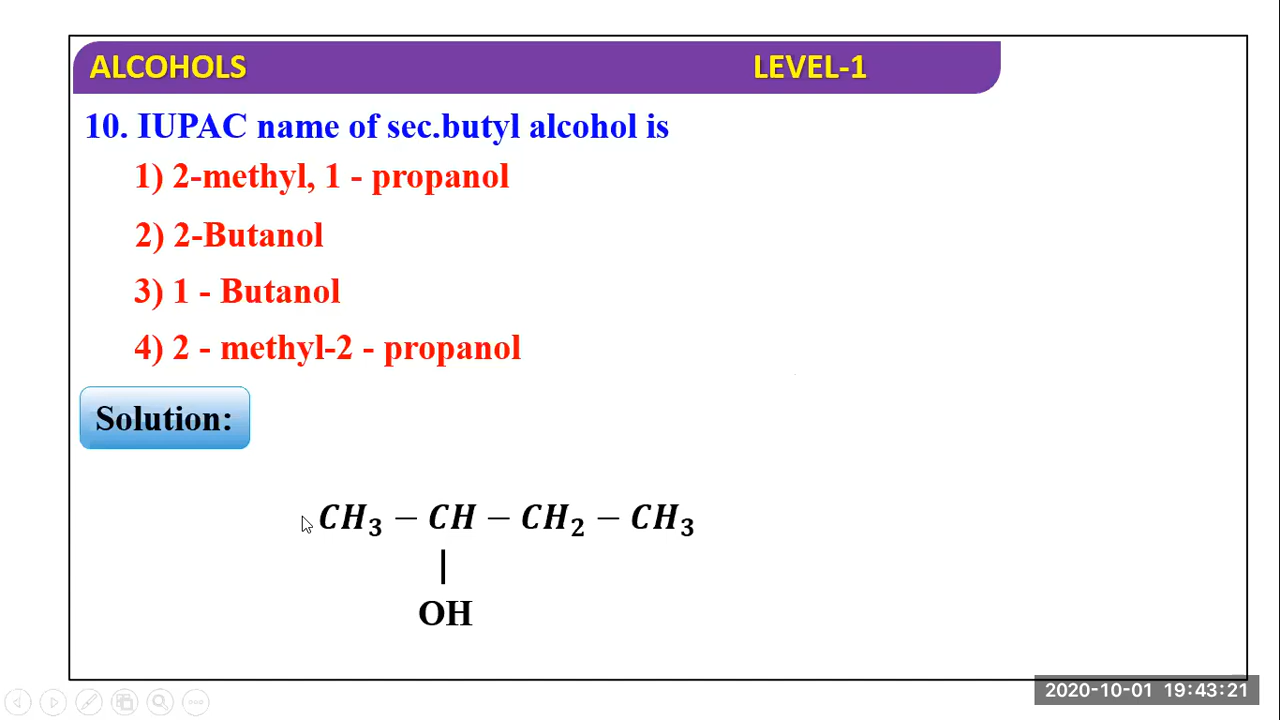 ALCOHOLS LEVEL-1
10. IUPAC name of sec.butyl alcohol is
1) 2-methyl, 1 - propanol
2) 2-Butanol
3) 1 - Butanol
4) 2 - methyl-2 - propanol
Solution:
CH₃ − CH − CH₂ − CH₃
|
OH
2020-10-01 19:43:21